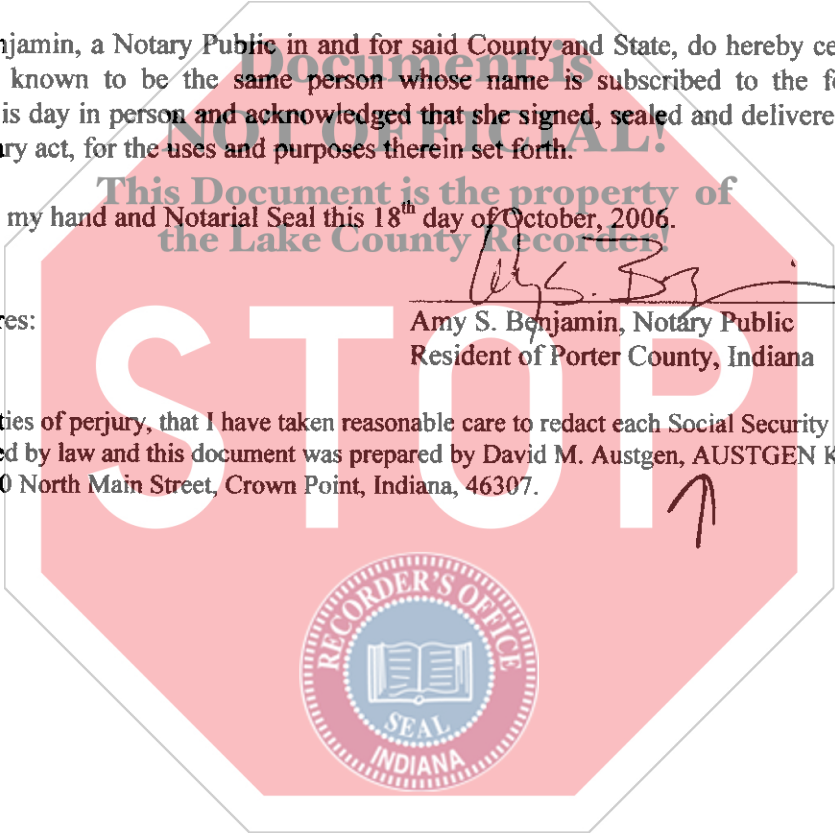 njamin, a Notary Public in and for said County and State, do hereby ce
known to be the same person whose name is subscribed to the fo
is day in person and acknowledged that she signed, sealed and delivere
ry act, for the uses and purposes therein set forth.
my hand and Notarial Seal this 18th day of October, 2006.
Document is
NOT OFFICIAL!
This Document is the property of
the Lake County Recorder!
Amy S. Benjamin, Notary Public
Resident of Porter County, Indiana
res:
ties of perjury, that I have taken reasonable care to redact each Social Security
ed by law and this document was prepared by David M. Austgen, AUSTGEN K
0 North Main Street, Crown Point, Indiana, 46307.
STOP
RECORDER'S OFFICE
SEAL
INDIANA